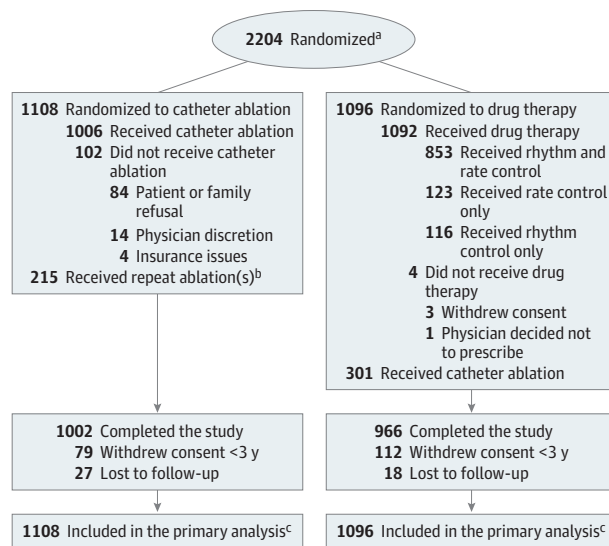 2204 Randomizedᵃ
1108 Randomized to catheter ablation
1006 Received catheter ablation
102 Did not receive catheter
ablation
84 Patient or family
refusal
14 Physician discretion
4 Insurance issues
215 Received repeat ablation(s)ᵇ
1096 Randomized to drug therapy
1092 Received drug therapy
853 Received rhythm and
rate control
123 Received rate control
only
116 Received rhythm
control only
4 Did not receive drug
therapy
3 Withdrew consent
1 Physician decided not
to prescribe
301 Received catheter ablation
1002 Completed the study
79 Withdrew consent <3 y
27 Lost to follow-up
966 Completed the study
112 Withdrew consent <3 y
18 Lost to follow-up
1108 Included in the primary analysisᶜ
1096 Included in the primary analysisᶜ